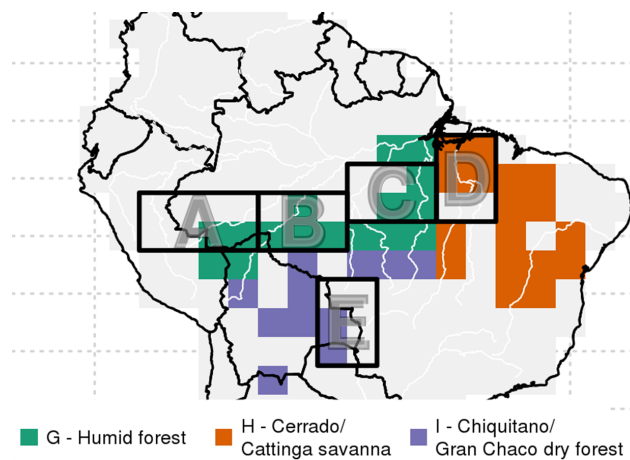 A B C D
E
G - Humid forest
H - Cerrado/
Cattinga savanna
I - Chiquitano/
Gran Chaco dry forest